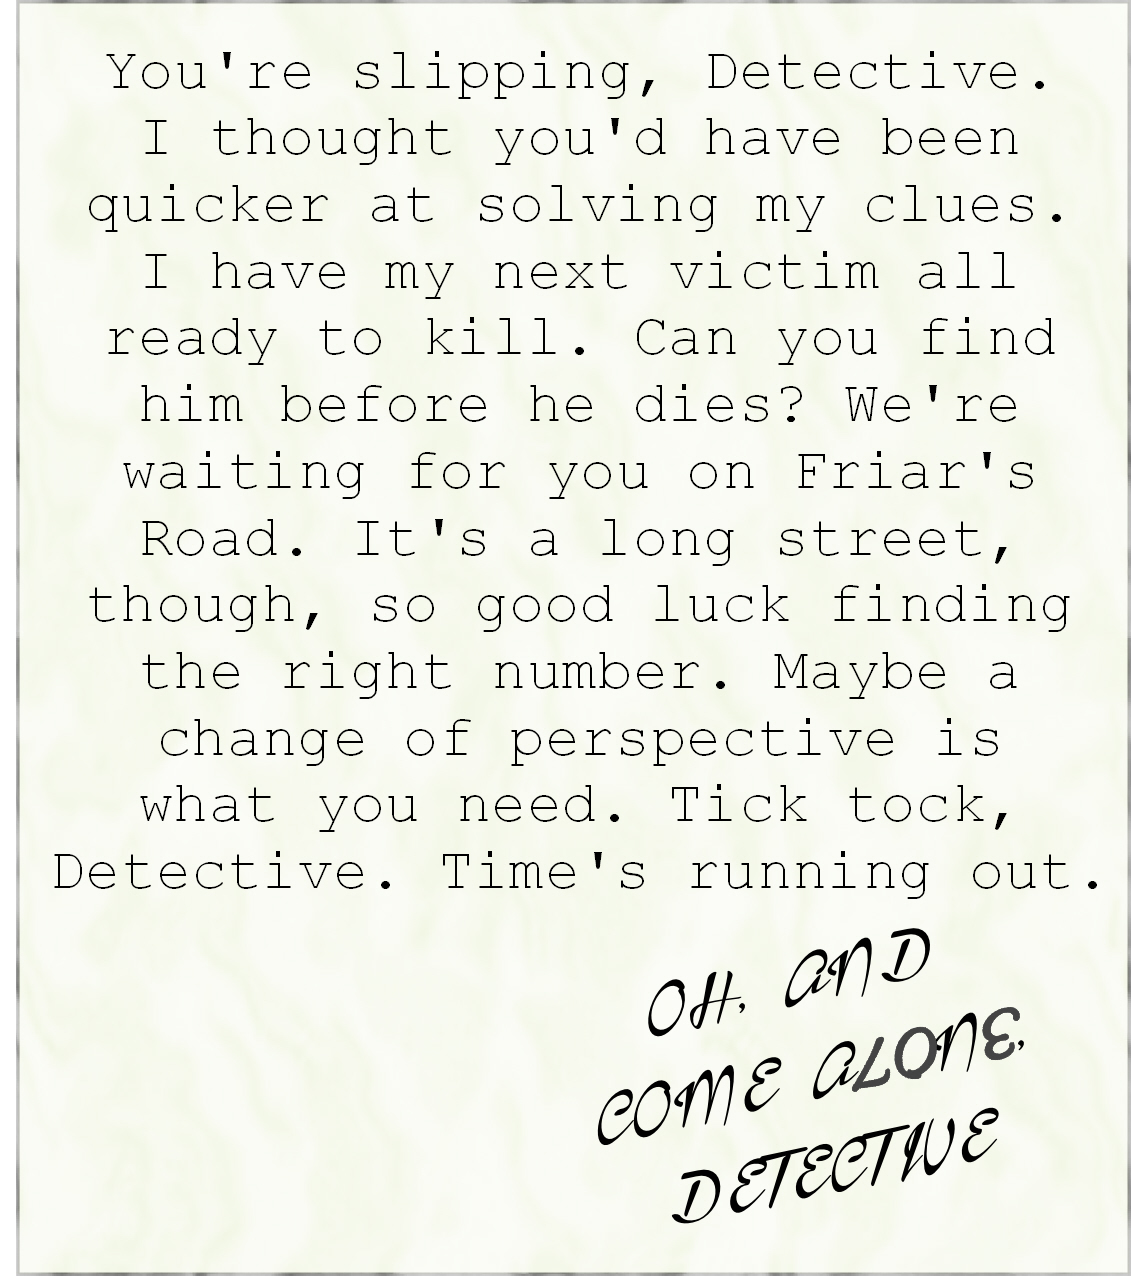 You're slipping, Detective.
I thought you'd have been
quicker at solving my clues.
I have my next victim all
ready to kill. Can you find
him before he dies? We're
waiting for you on Friar's
Road. It's a long street,
though, so good luck finding
the right number. Maybe a
change of perspective is
what you need. Tick tock,
Detective. Time's running out.
OH, AND
COME ALONE,
DETECTIVE